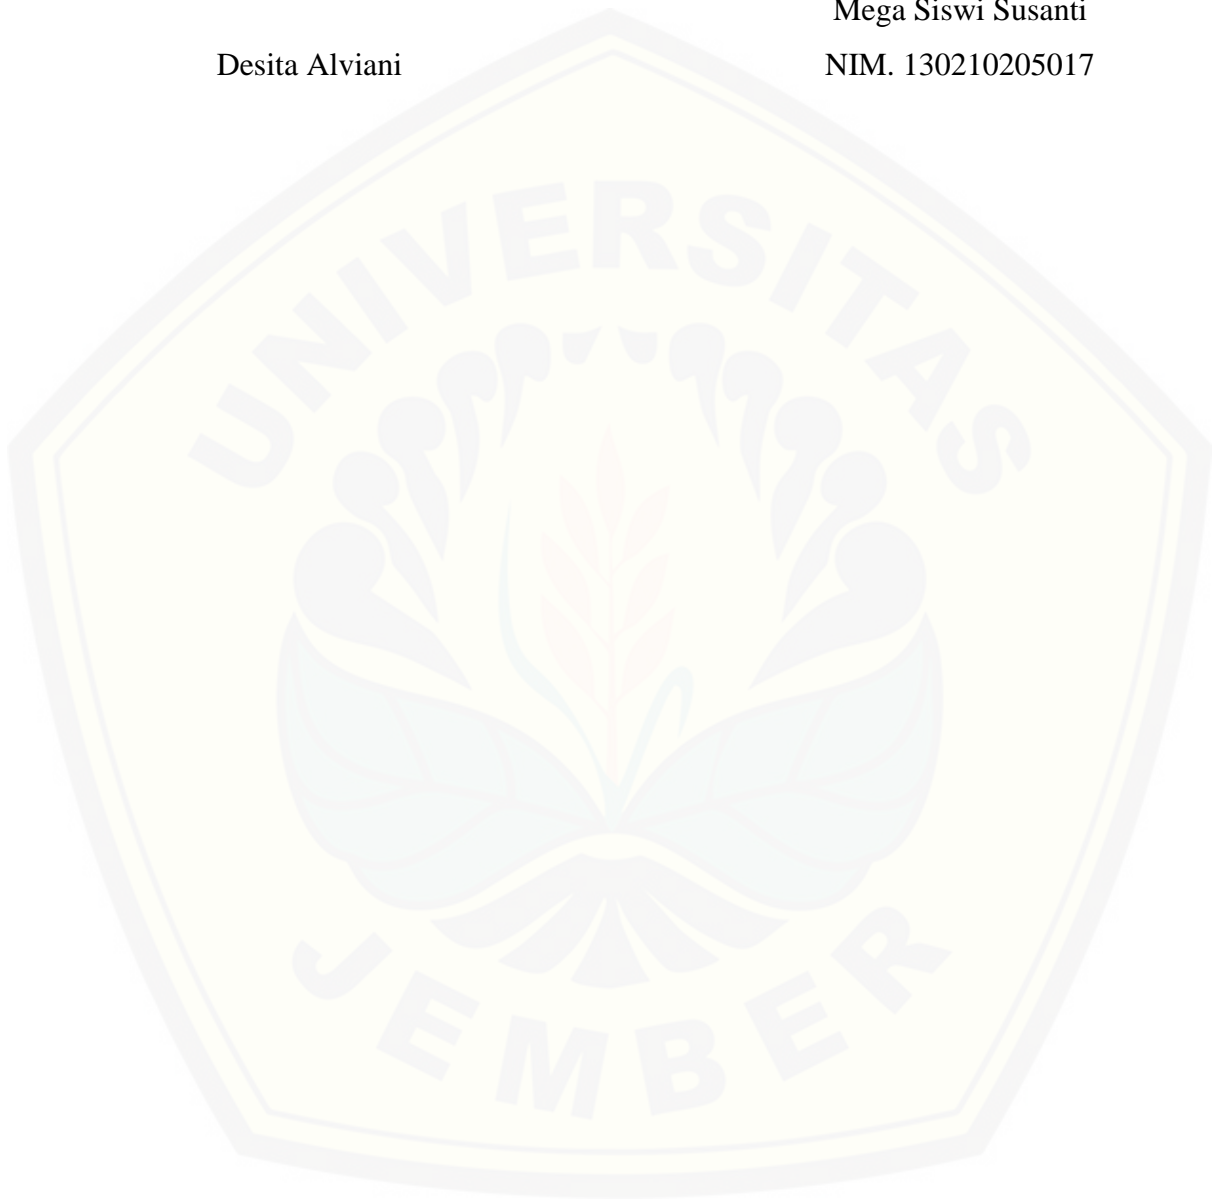 Mega Siswi Susanti
Desita Alviani
NIM. 130210205017
UNIVERSITAS
JEMBER